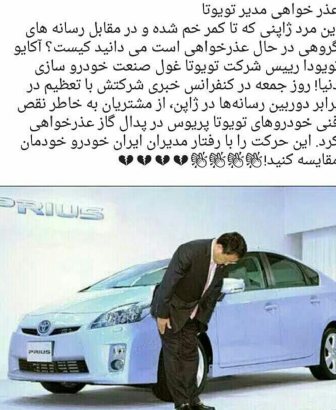 عذر خواهی مدیر تویوتا
این مرد ژاپنی که تا کمر خم شده و در مقابل رسانه های
گروهی در حال عذرخواهی است می دانید کیست؟ آکایو
تویودا رییس شرکت تویوتا غول صنعت خودرو سازی
دنیا! روز جمعه در کنفرانس خبری شرکتش با تعظیم در
برابر دوربین رسانه‌ها در ژاپن، از مشتریان به خاطر نقص
فنی خودروهای تویوتا پریوس در پدال گاز عذرخواهی
کرد. این حرکت را با رفتار مدیران ایران خودرو خودمان
مقایسه کنید!
PRIUS
PRIUS